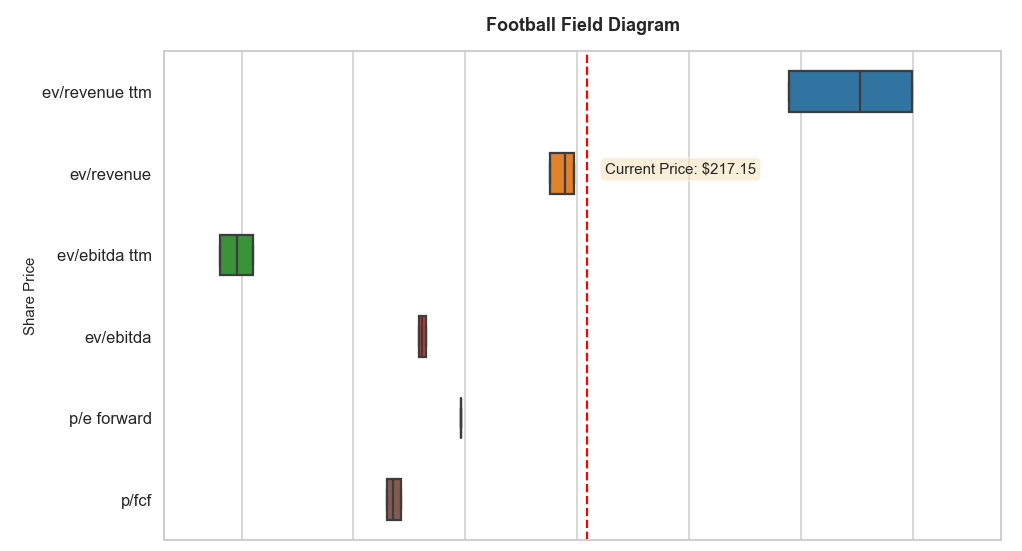 Football Field Diagram
ev/revenue ttm
ev/revenue
Current Price: $217.15
ev/ebitda ttm
Share Price
ev/ebitda
p/e forward
p/fcf